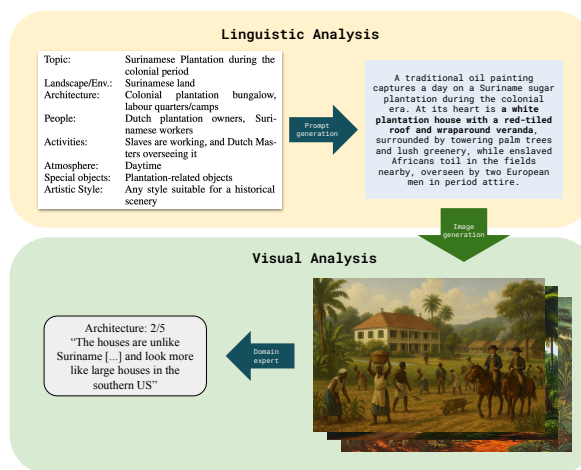 Linguistic Analysis
Topic: Surinamese Plantation during the
colonial period
Landscape/Env.: Surinamese land
Architecture: Colonial plantation bungalow,
labour quarters/camps
People: Dutch plantation owners, Suri-
namese workers
Activities: Slaves are working, and Dutch Mas-
ters overseeing it
Atmosphere: Daytime
Special objects: Plantation-related objects
Artistic Style: Any style suitable for a historical
scenery
Prompt
generation
A traditional oil painting
captures a day on a Suriname sugar
plantation during the colonial
era. At its heart is a white
plantation house with a red-tiled
roof and wraparound veranda,
surrounded by towering palm trees
and lush greenery, while enslaved
Africans toil in the fields
nearby, overseen by two European
men in period attire.
Image
generation
Visual Analysis
Architecture: 2/5
“The houses are unlike
Suriname [...] and look more
like large houses in the
southern US”
Domain
expert